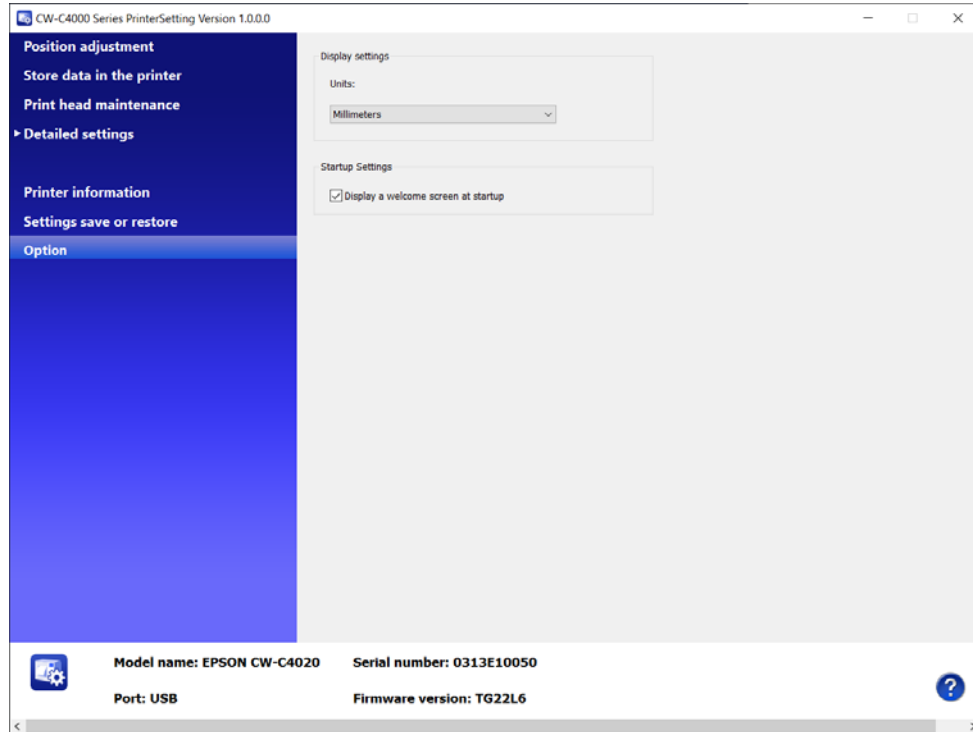 CW-C4000 Series PrinterSetting Version 1.0.0.0
Position adjustment
Store data in the printer
Print head maintenance
Detailed settings
Printer information
Settings save or restore
Option
Display settings
Units:
Millimeters
Startup Settings
Display a welcome screen at startup
Model name: EPSON CW-C4020 Serial number: 0313E10050
Port: USB Firmware version: TG22L6
?